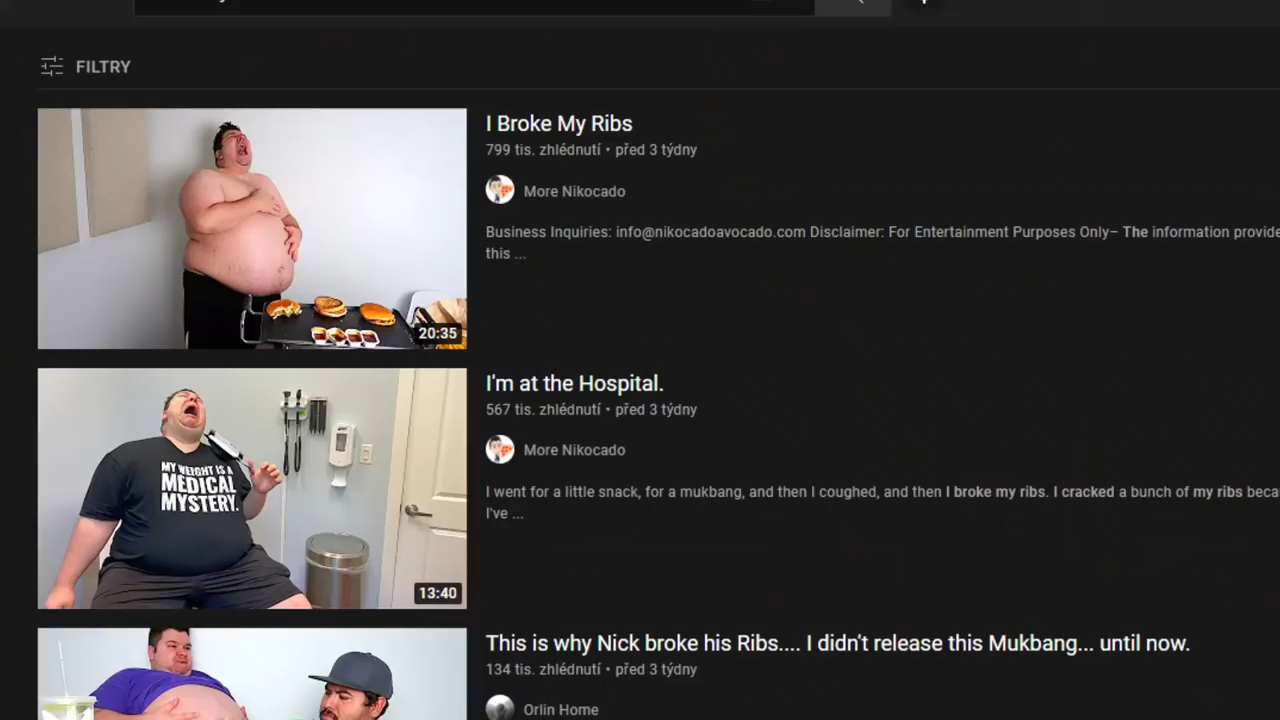 FILTRY
I Broke My Ribs
799 tis. zhlédnutí • před 3 týdny
More Nikocado
Business Inquiries: info@nikocadoavocado.com Disclaimer: For Entertainment Purposes Only– The information provide
this ...
20:35
I'm at the Hospital.
567 tis. zhlédnutí • před 3 týdny
More Nikocado
I went for a little snack, for a mukbang, and then I coughed, and then I broke my ribs. I cracked a bunch of my ribs beca
I've ...
MY WEIGHT IS A
MEDICAL
MYSTERY.
13:40
This is why Nick broke his Ribs.... I didn't release this Mukbang... until now.
134 tis. zhlédnutí • před 3 týdny
Orlin Home